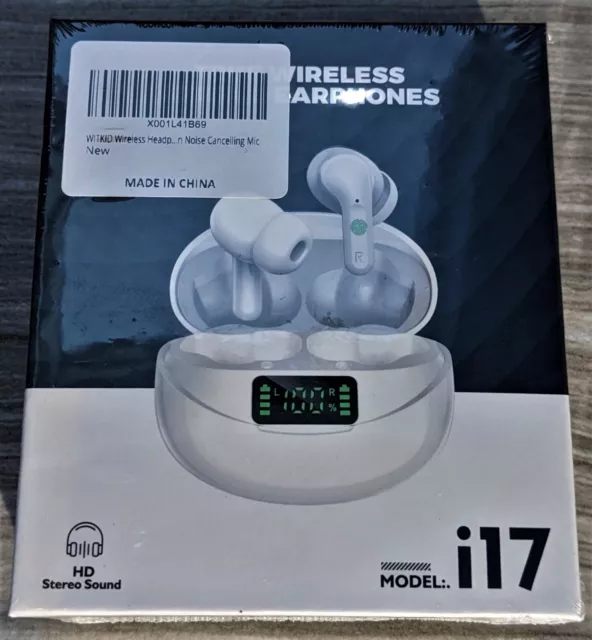 WIRELESS
EARPHONES
X001L41B69
WITKID Wireless Headp...n Noise Cancelling Mic
New
MADE IN CHINA
R
L 100 R
%
HD
Stereo Sound
MODEL:. i17